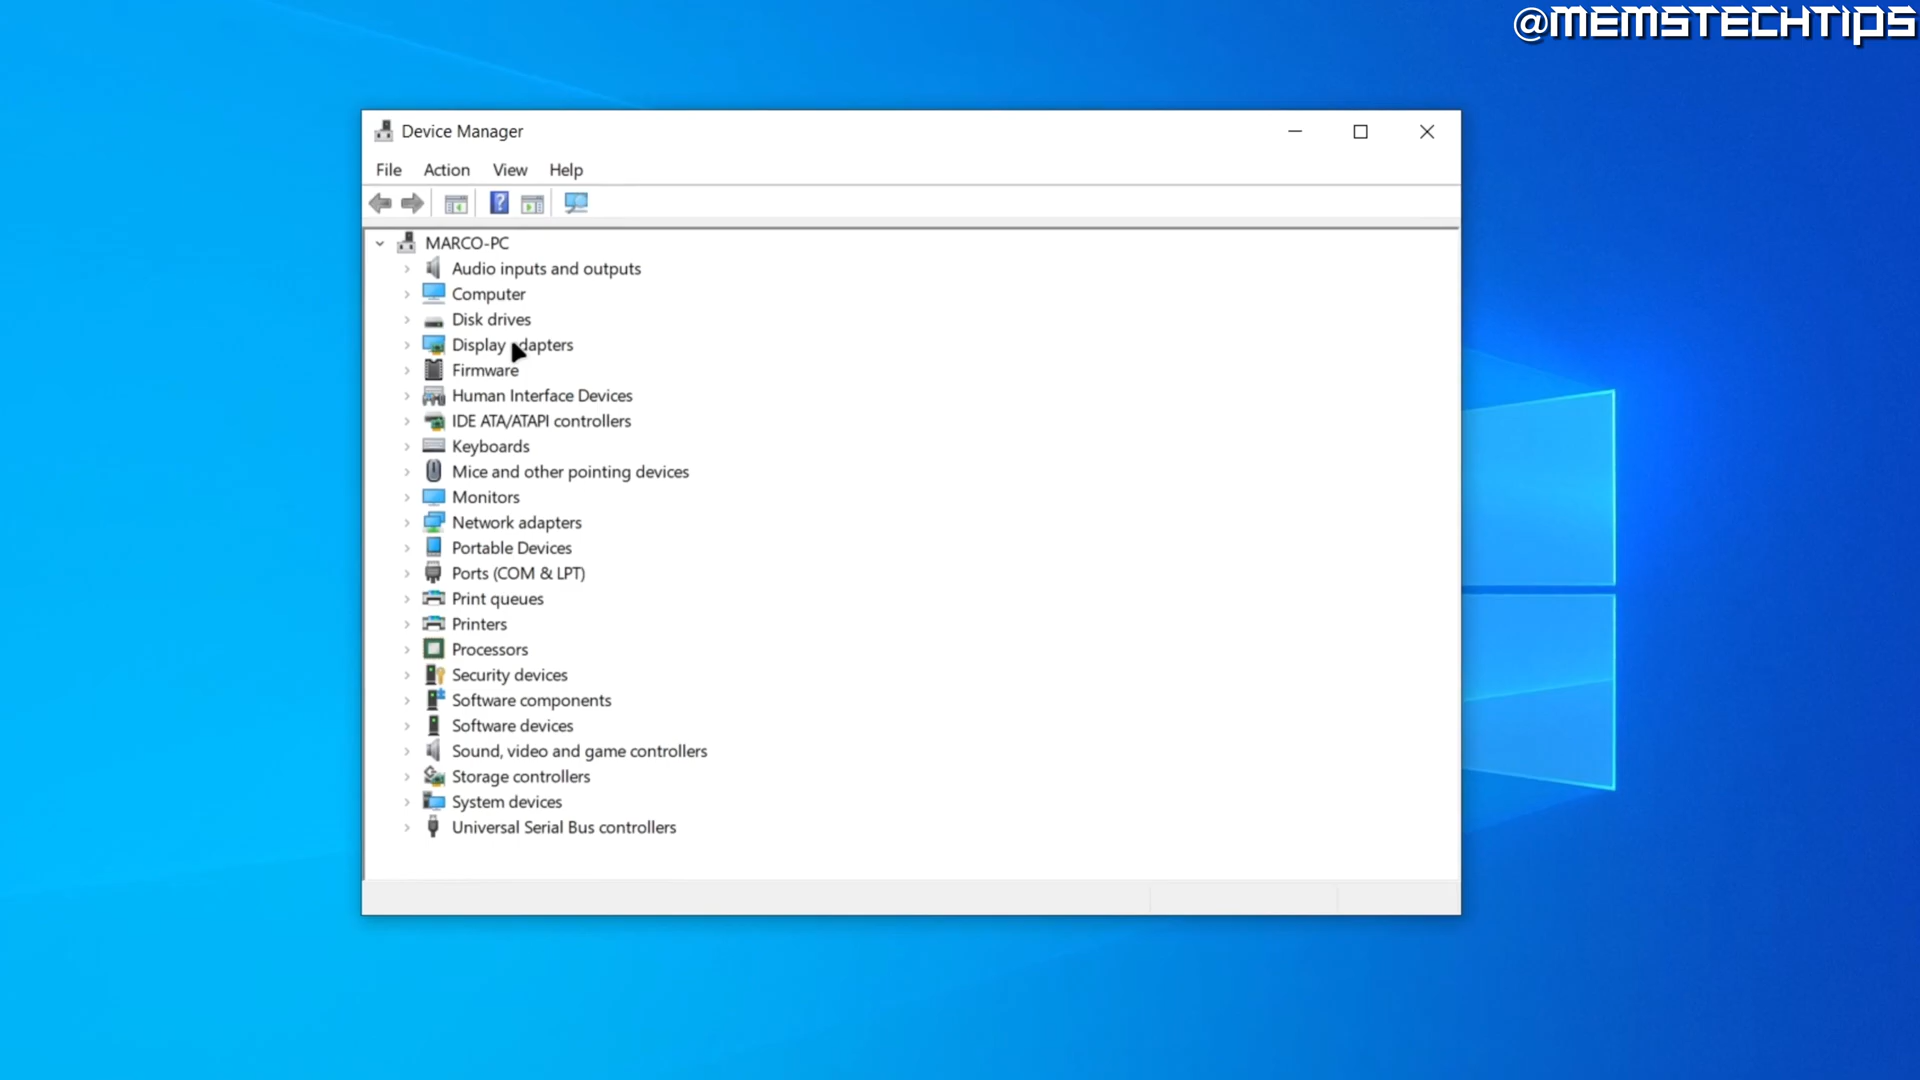 @MEMSTECHTIPS
Device Manager
File Action View Help
MARCO-PC
Audio inputs and outputs
Computer
Disk drives
Display adapters
Firmware
Human Interface Devices
IDE ATA/ATAPI controllers
Keyboards
Mice and other pointing devices
Monitors
Network adapters
Portable Devices
Ports (COM & LPT)
Print queues
Printers
Processors
Security devices
Software components
Software devices
Sound, video and game controllers
Storage controllers
System devices
Universal Serial Bus controllers